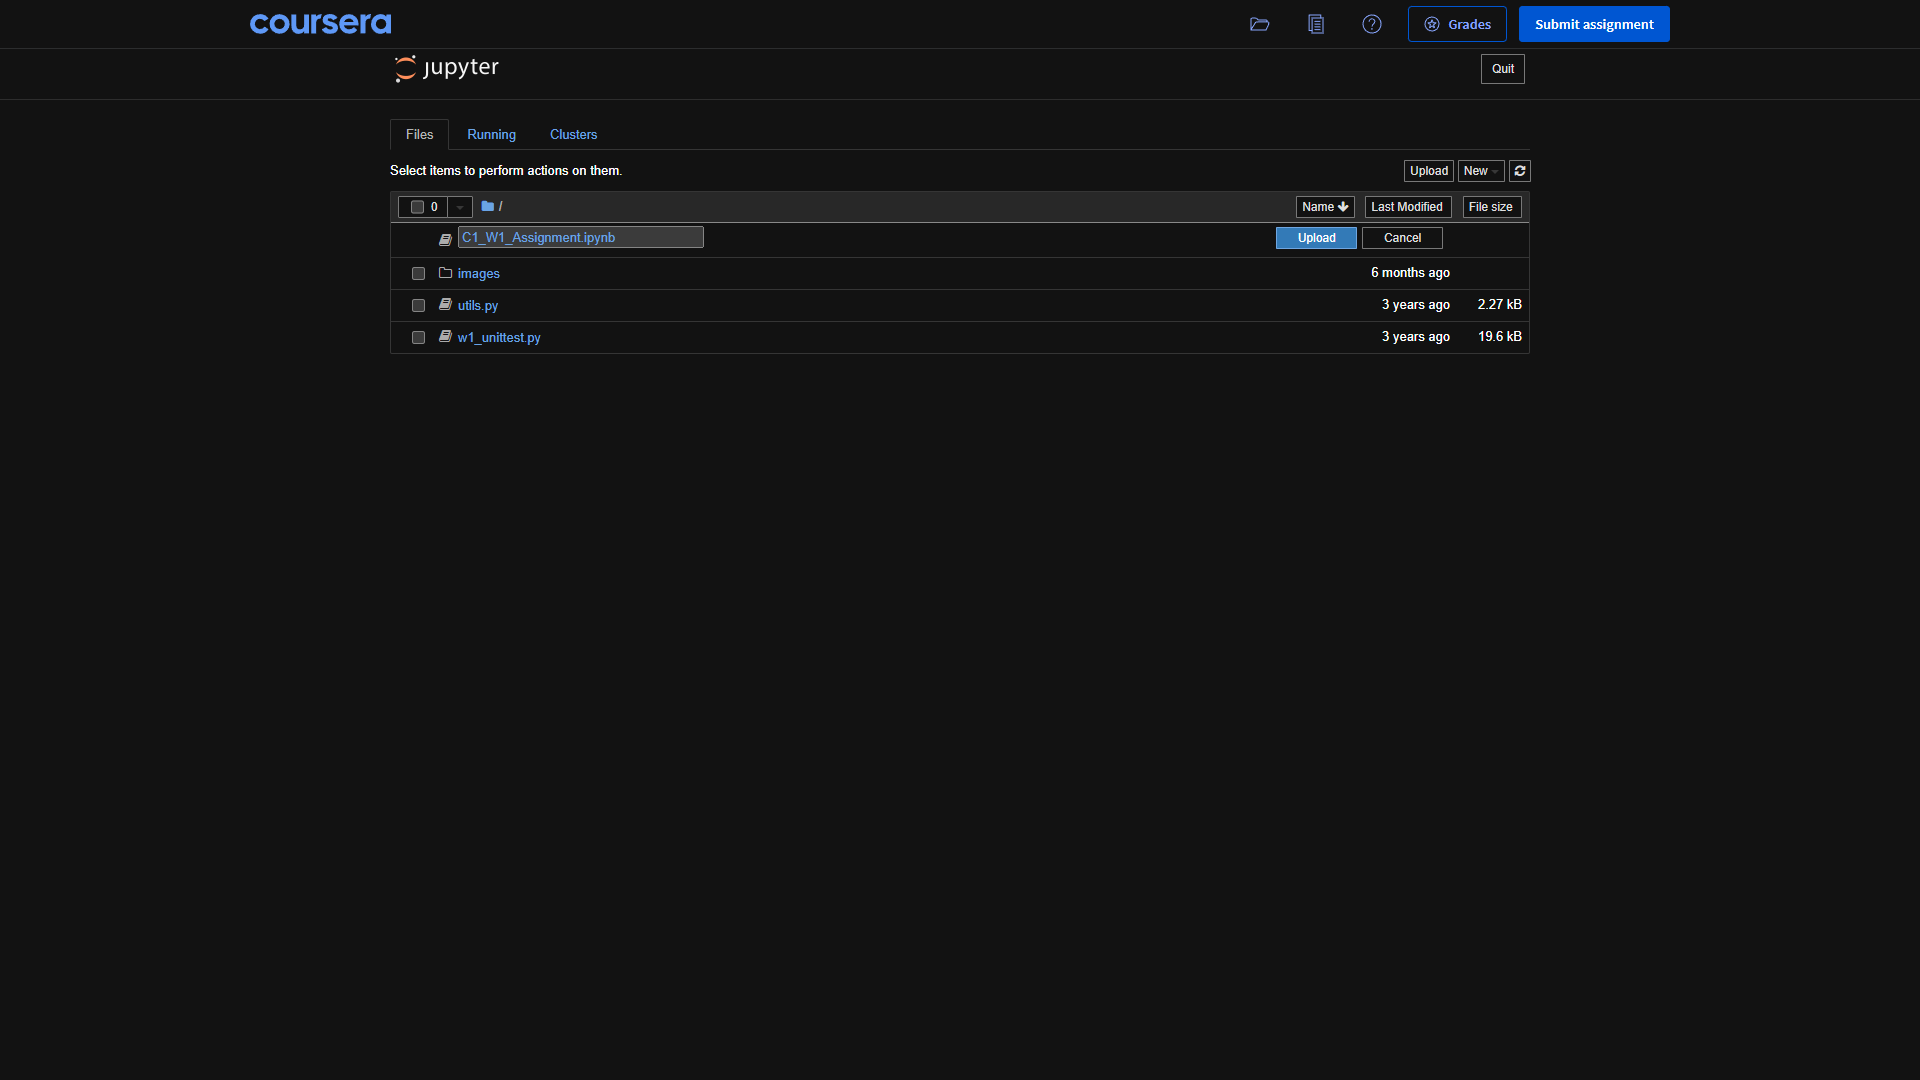 coursera
Grades
Submit assignment
jupyter
Quit
Files
Running
Clusters
Select items to perform actions on them.
Upload
New
0
/
Name
Last Modified
File size
C1_W1_Assignment.ipynb
Upload
Cancel
images
6 months ago
utils.py
3 years ago
2.27 kB
w1_unittest.py
3 years ago
19.6 kB